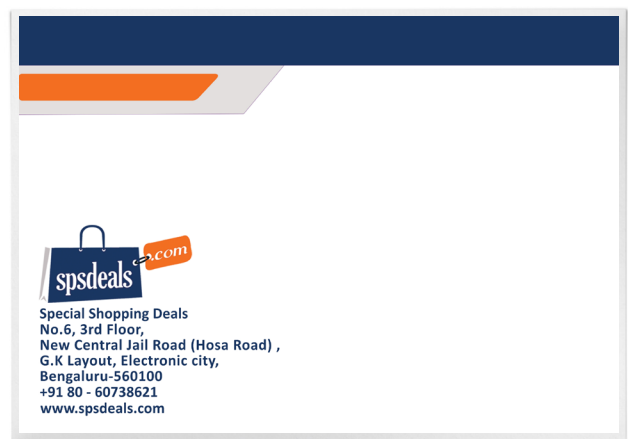 spsdeals .com
Special Shopping Deals
No.6, 3rd Floor,
New Central Jail Road (Hosa Road) ,
G.K Layout, Electronic city,
Bengaluru-560100
+91 80 - 60738621
www.spsdeals.com